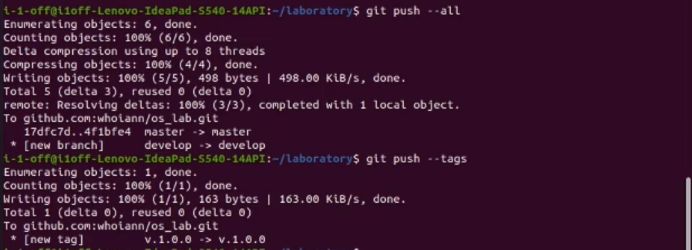 i-1-off@i1off-Lenovo-IdeaPad-S540-14API:~/laboratory$ git push --all
Enumerating objects: 6, done.
Counting objects: 100% (6/6), done.
Delta compression using up to 8 threads
Compressing objects: 100% (4/4), done.
Writing objects: 100% (5/5), 498 bytes | 498.00 KiB/s, done.
Total 5 (delta 3), reused 0 (delta 0)
remote: Resolving deltas: 100% (3/3), completed with 1 local object.
To github.com:whoiann/os_lab.git
   17dfc7d..4f1bfe4  master -> master
 * [new branch]      develop -> develop
i-1-off@i1off-Lenovo-IdeaPad-S540-14API:~/laboratory$ git push --tags
Enumerating objects: 1, done.
Counting objects: 100% (1/1), done.
Writing objects: 100% (1/1), 163 bytes | 163.00 KiB/s, done.
Total 1 (delta 0), reused 0 (delta 0)
To github.com:whoiann/os_lab.git
 * [new tag]         v.1.0.0 -> v.1.0.0